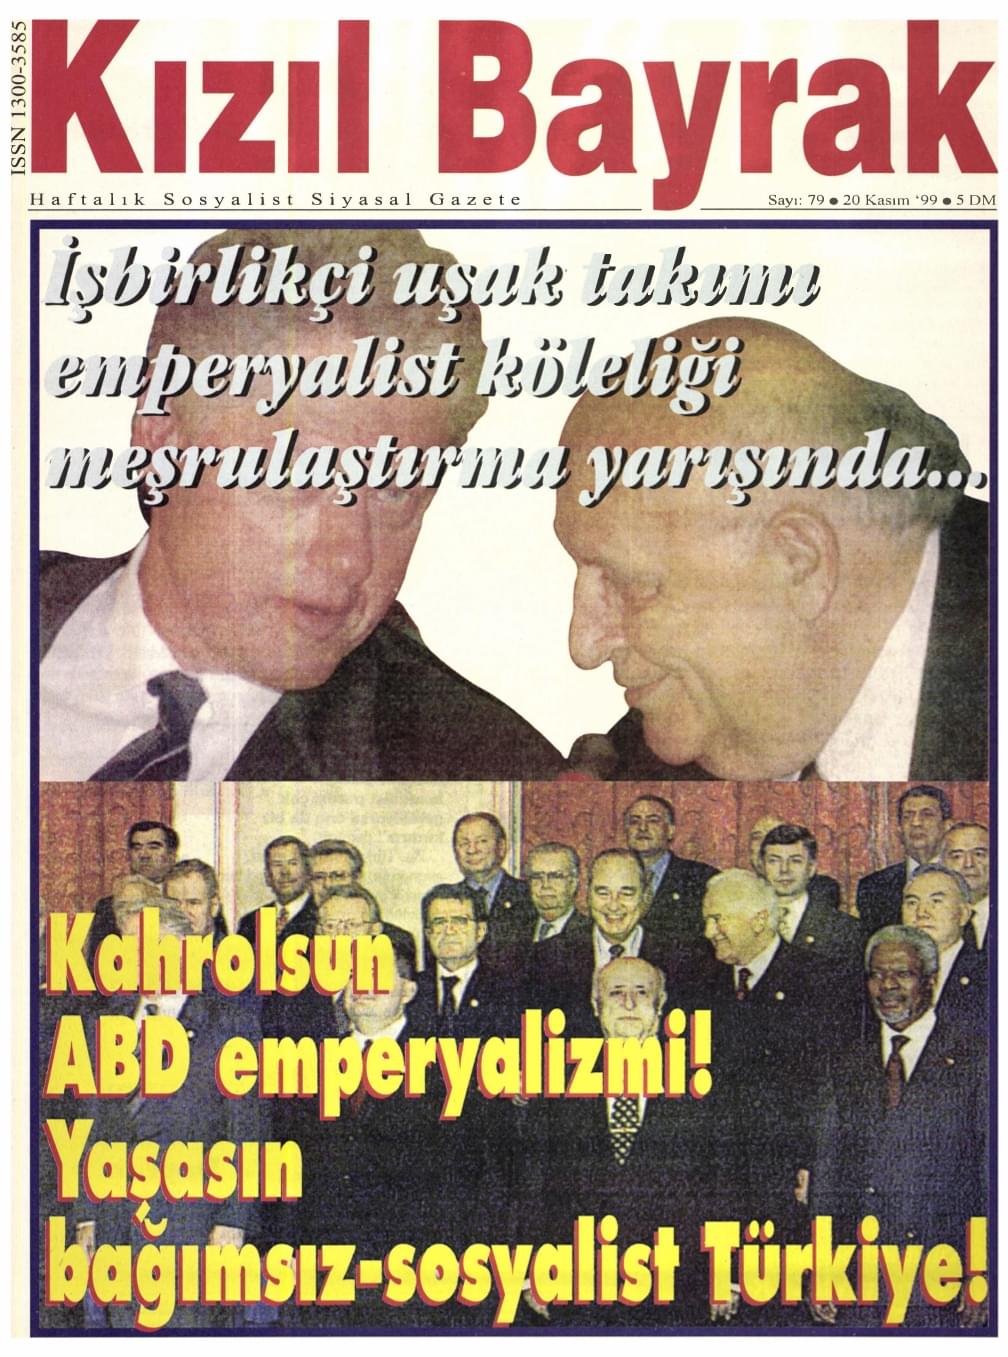 ISSN 1300-3585
Kızıl Bayrak
Haftalık Sosyalist Siyasal Gazete
Sayı: 79 ● 20 Kasım ‘99 ● 5 DM
İşbirlikçi uşak takımı
emperyalist köleliği
meşrulaştırma yarışında...
Kahrolsun
ABD emperyalizmi!
Yaşasın
bağımsız-sosyalist Türkiye!